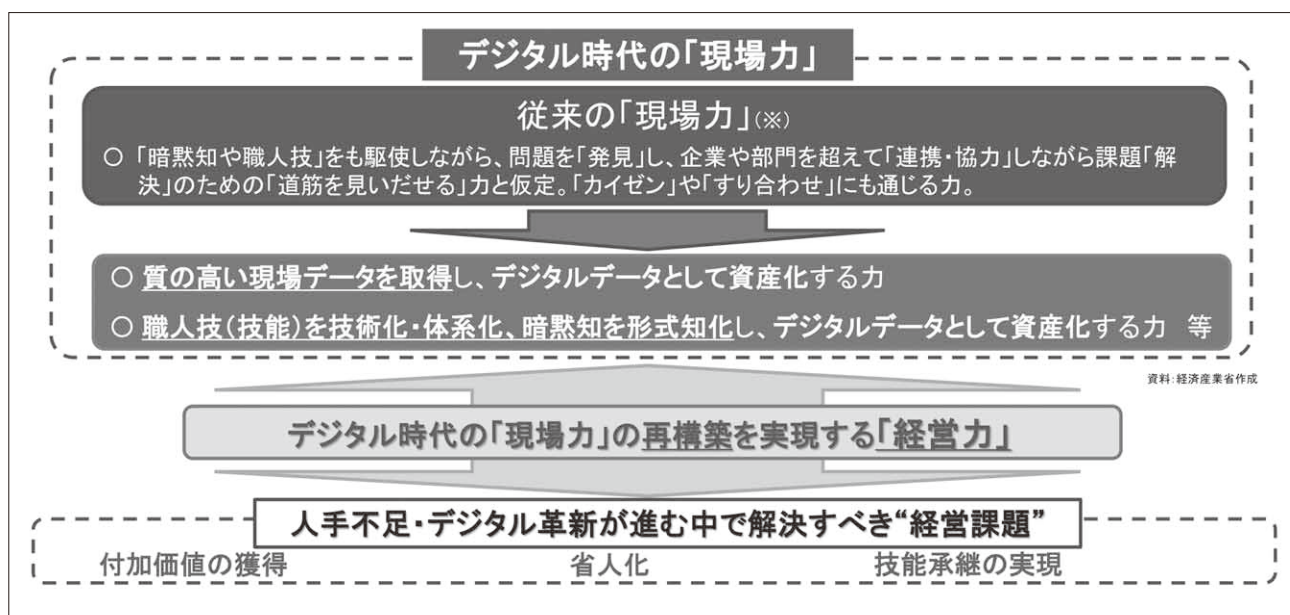 デジタル時代の「現場力」
従来の「現場力」(※)
○ 「暗黙知や職人技」をも駆使しながら、問題を「発見」し、企業や部門を超えて「連携・協力」しながら課題「解
決」のための「道筋を見いだせる」力と仮定。「カイゼン」や「すり合わせ」にも通じる力。
○ 質の高い現場データを取得し、デジタルデータとして資産化する力
○ 職人技(技能)を技術化・体系化、暗黙知を形式知化し、デジタルデータとして資産化する力 等
資料:経済産業省作成
デジタル時代の「現場力」の再構築を実現する「経営力」
人手不足・デジタル革新が進む中で解決すべき“経営課題”
付加価値の獲得 省人化 技能承継の実現